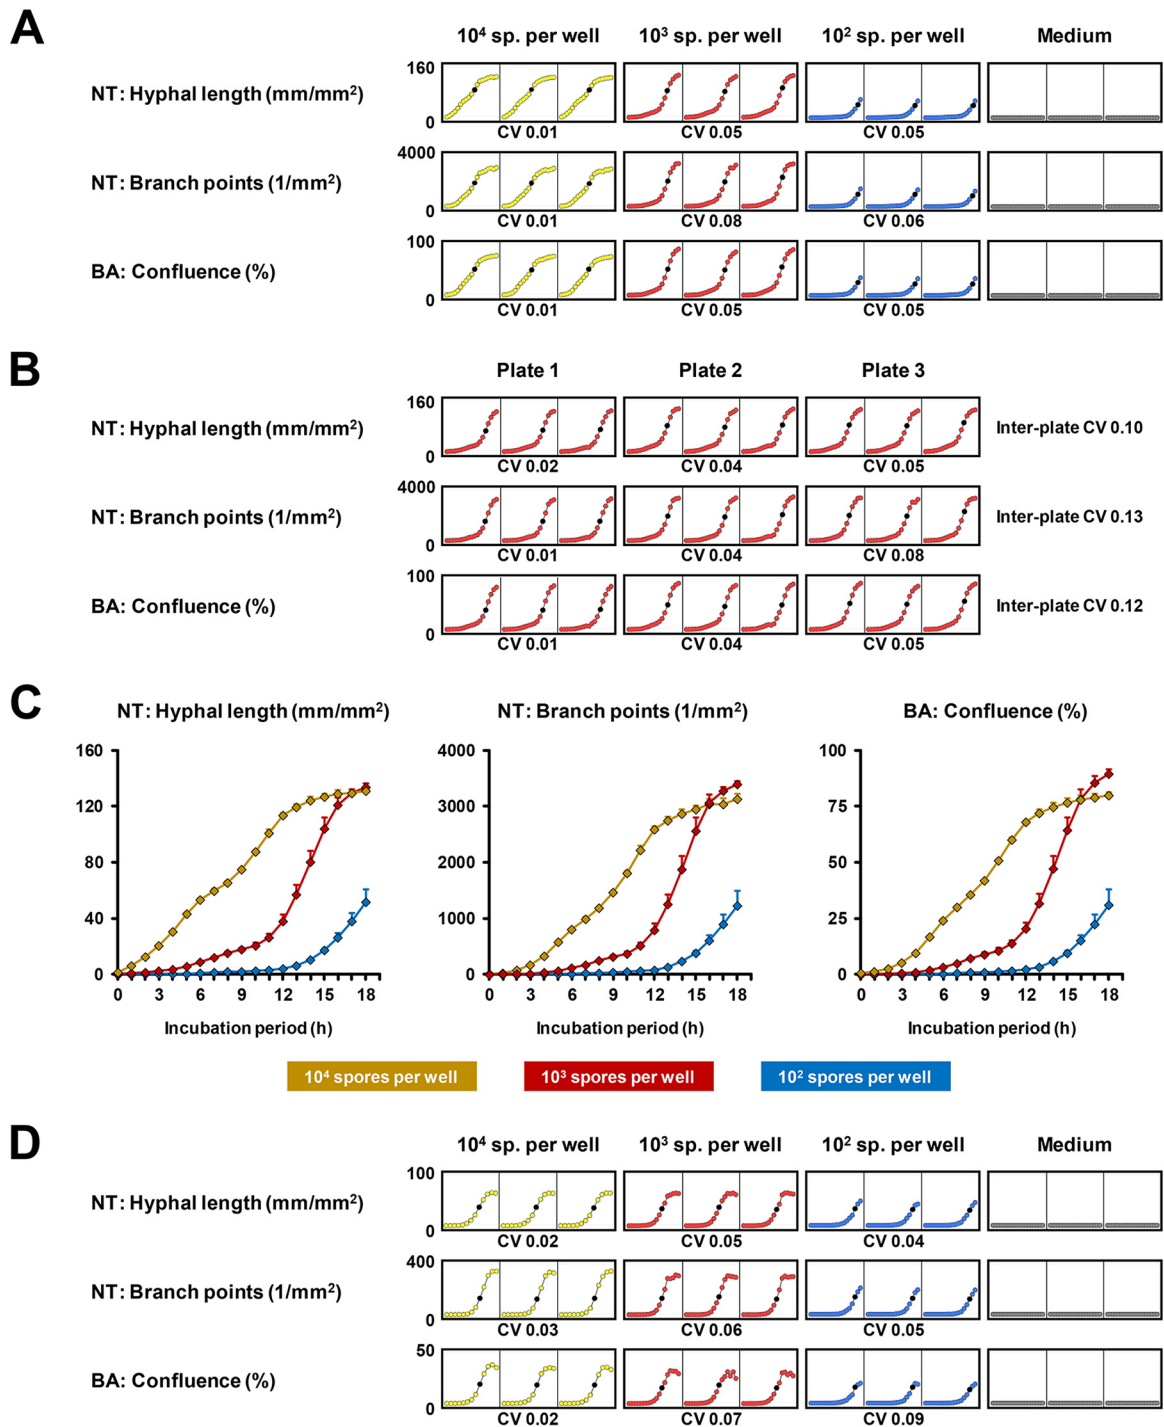 A
10⁴ sp. per well 10³ sp. per well 10² sp. per well Medium
NT: Hyphal length (mm/mm²) 160 0
CV 0.01 CV 0.05 CV 0.05
NT: Branch points (1/mm²) 4000 0
CV 0.01 CV 0.08 CV 0.06
BA: Confluence (%) 100 0
CV 0.01 CV 0.05 CV 0.05
B
Plate 1 Plate 2 Plate 3
NT: Hyphal length (mm/mm²) 160 0 Inter-plate CV 0.10
CV 0.02 CV 0.04 CV 0.05
NT: Branch points (1/mm²) 4000 0 Inter-plate CV 0.13
CV 0.01 CV 0.04 CV 0.08
BA: Confluence (%) 100 0 Inter-plate CV 0.12
CV 0.01 CV 0.04 CV 0.05
C
NT: Hyphal length (mm/mm²) NT: Branch points (1/mm²) BA: Confluence (%)
160 4000 100
120 3000 75
80 2000 50
40 1000 25
0 0 0
0 3 6 9 12 15 18 0 3 6 9 12 15 18 0 3 6 9 12 15 18
Incubation period (h) Incubation period (h) Incubation period (h)
10⁴ spores per well 10³ spores per well 10² spores per well
D
10⁴ sp. per well 10³ sp. per well 10² sp. per well Medium
NT: Hyphal length (mm/mm²) 100 0
CV 0.02 CV 0.05 CV 0.04
NT: Branch points (1/mm²) 400 0
CV 0.03 CV 0.06 CV 0.05
BA: Confluence (%) 50 0
CV 0.02 CV 0.07 CV 0.09